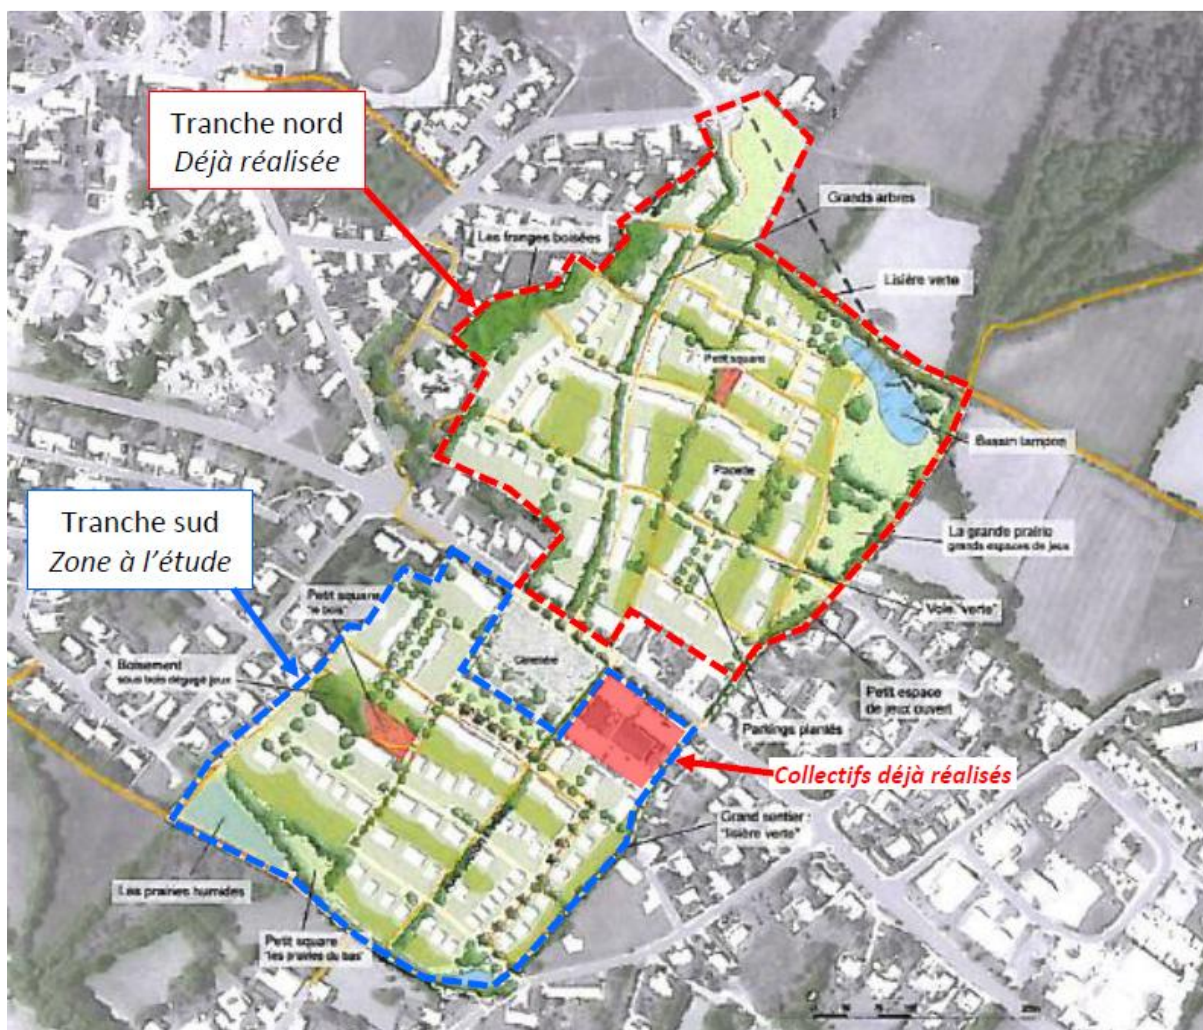 Tranche nord
Déjà réalisée
Grands arbres
Les franges boisées
Lisière verte
Petit square
Bassin tampon
Placette
Tranche sud
Zone à l'étude
La grande prairie
grands espaces de jeux
Petit square
"le bois"
Voie "verte"
Boisement
sous bois dégagé jeux
Cimetière
Petit espace
de jeux ouvert
Parkings plantés
Collectifs déjà réalisés
Grand sentier :
"lisière verte"
Les prairies humides
Petit square
"les prairies du bas"